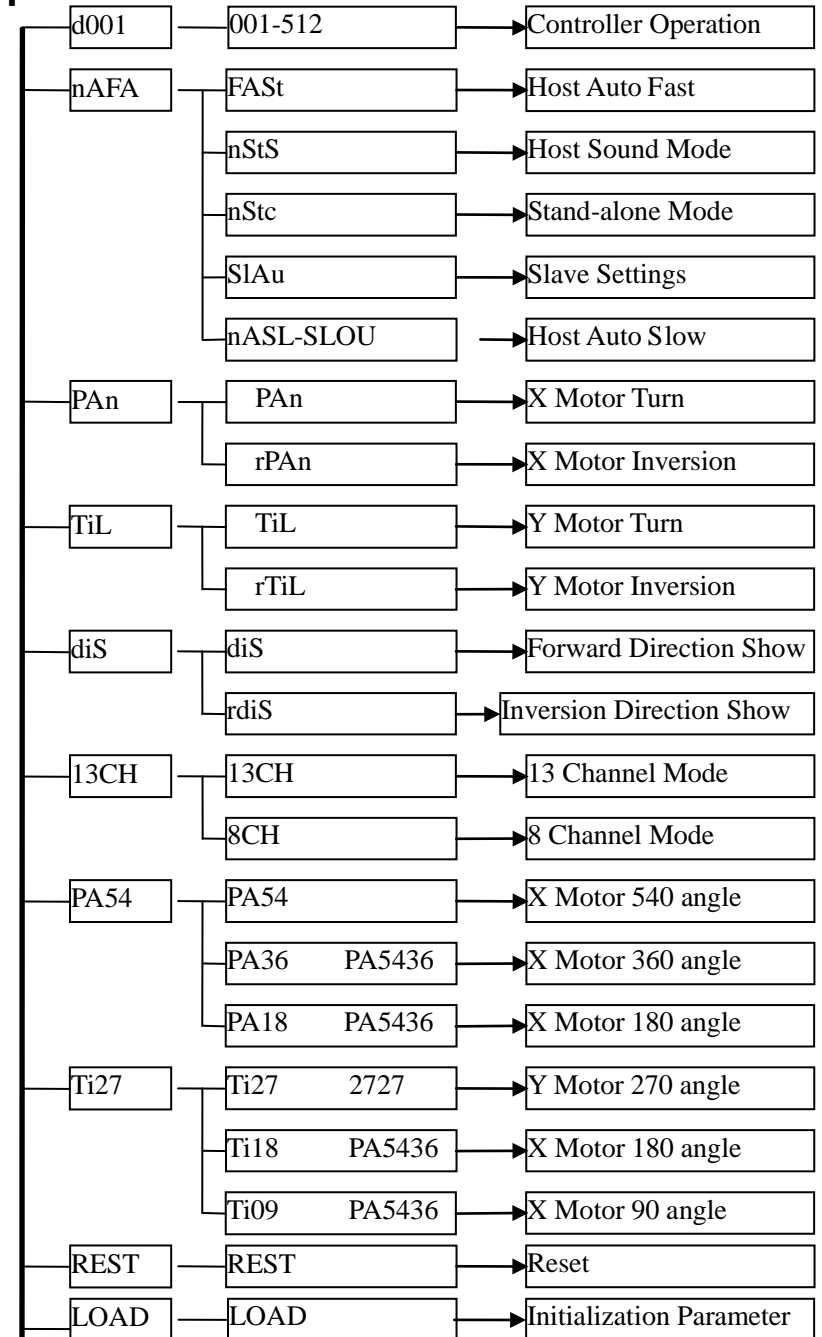 d001 001-512 Controller Operation
nAFA FASt Host Auto Fast
nStS Host Sound Mode
nStc Stand-alone Mode
SlAu Slave Settings
nASL-SLOU Host Auto Slow
PAn PAn X Motor Turn
rPAn X Motor Inversion
TiL TiL Y Motor Turn
rTiL Y Motor Inversion
diS diS Forward Direction Show
rdiS Inversion Direction Show
13CH 13CH 13 Channel Mode
8CH 8 Channel Mode
PA54 PA54 X Motor 540 angle
PA36 PA5436 X Motor 360 angle
PA18 PA5436 X Motor 180 angle
Ti27 Ti27 2727 Y Motor 270 angle
Ti18 PA5436 X Motor 180 angle
Ti09 PA5436 X Motor 90 angle
REST REST Reset
LOAD LOAD Initialization Parameter